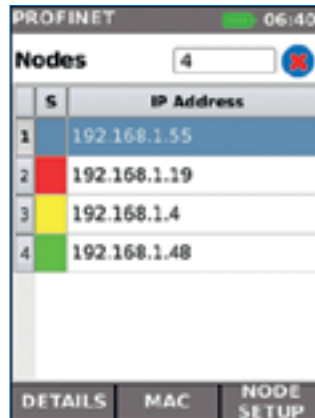 PROFINET 06:40
Nodes 4
S IP Address
1 192.168.1.55
2 192.168.1.19
3 192.168.1.4
4 192.168.1.48
DETAILS MAC NODE SETUP